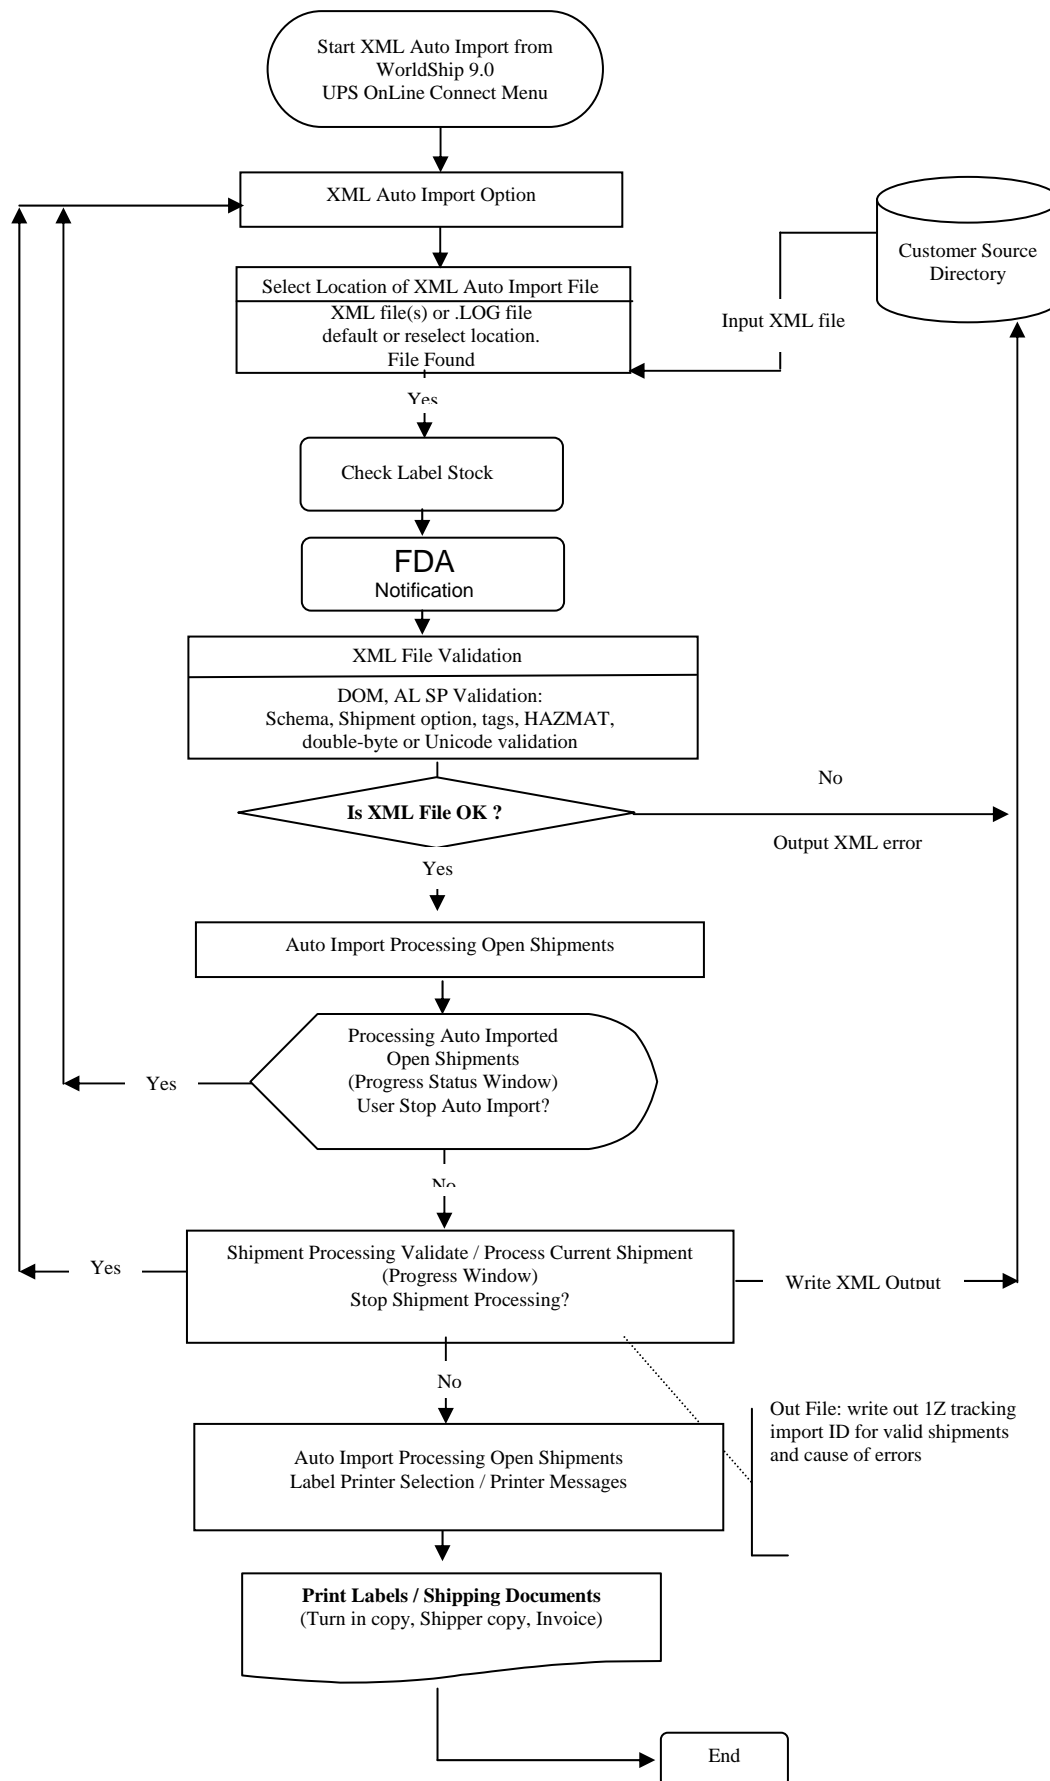 Start XML Auto Import from
WorldShip 9.0
UPS OnLine Connect Menu
XML Auto Import Option
Customer Source
Directory
Select Location of XML Auto Import File
XML file(s) or .LOG file
default or reselect location.
File Found
Input XML file
Yes
Check Label Stock
FDA
Notification
XML File Validation
DOM, AL SP Validation:
Schema, Shipment option, tags, HAZMAT,
double-byte or Unicode validation
No
Is XML File OK ?
Output XML error
Yes
Auto Import Processing Open Shipments
Processing Auto Imported
Open Shipments
(Progress Status Window)
User Stop Auto Import?
Yes
No
Shipment Processing Validate / Process Current Shipment
(Progress Window)
Stop Shipment Processing?
Yes
Write XML Output
No
Out File: write out 1Z tracking
import ID for valid shipments
and cause of errors
Auto Import Processing Open Shipments
Label Printer Selection / Printer Messages
Print Labels / Shipping Documents
(Turn in copy, Shipper copy, Invoice)
End